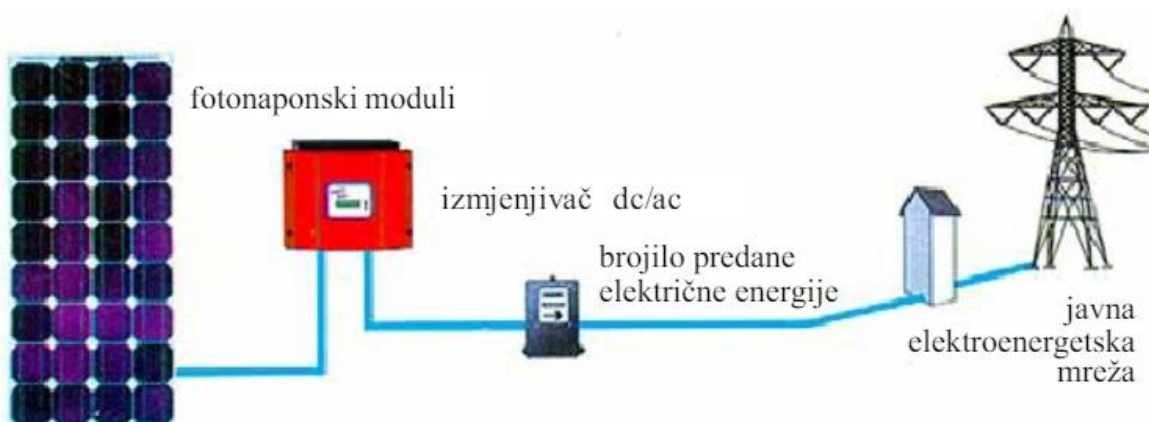 fotonaponski moduli
izmjenjivač dc/ac
brojilo predane
električne energije
javna
elektroenergetska
mreža